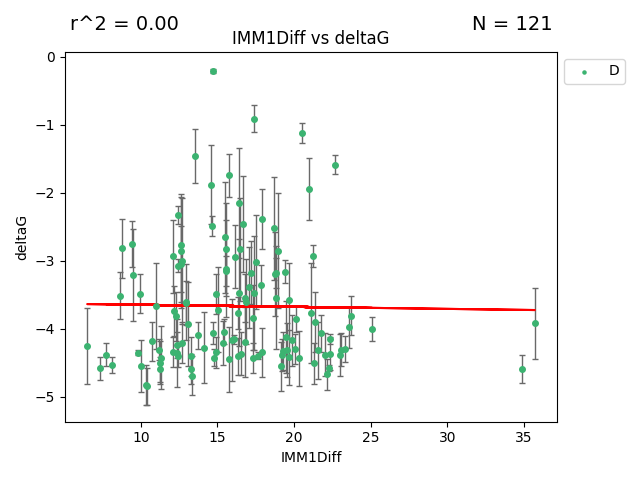 r^2 = 0.00
N = 121
IMM1Diff vs deltaG
D
0
−1
−2
−3
−4
−5
deltaG
10 15 20 25 30 35
IMM1Diff